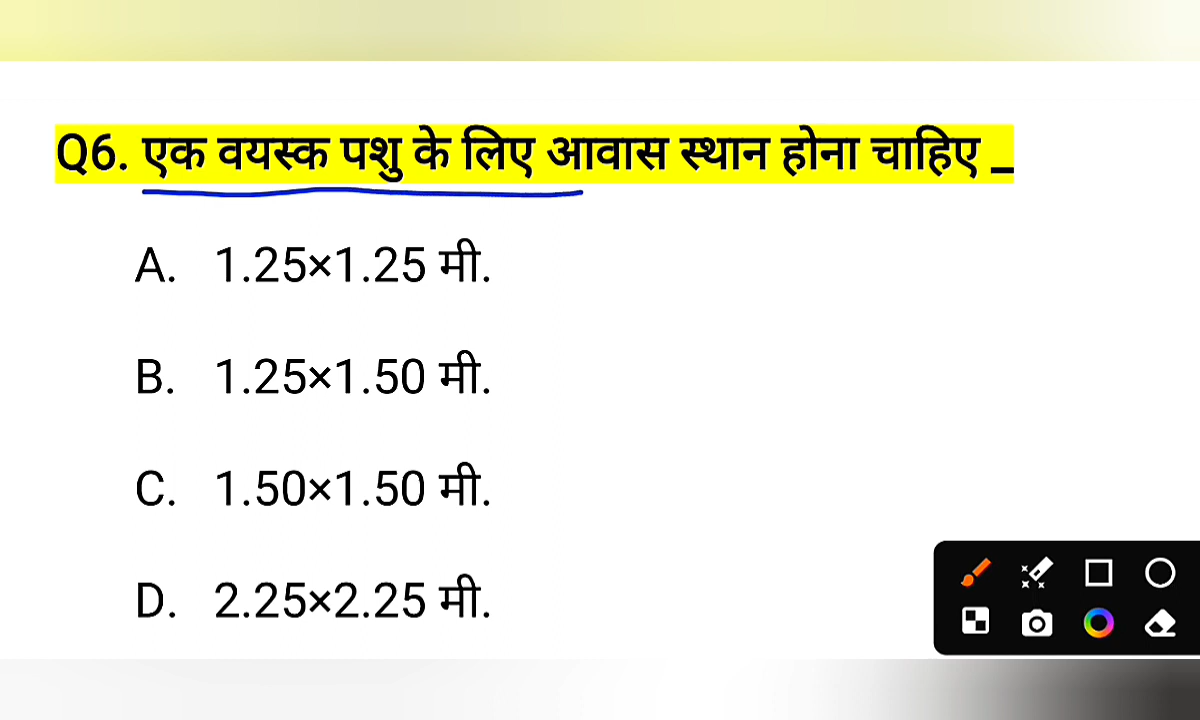 Q6. एक वयस्क पशु के लिए आवास स्थान होना चाहिए _
A. 1.25×1.25 मी.
B. 1.25×1.50 मी.
C. 1.50×1.50 मी.
D. 2.25×2.25 मी.